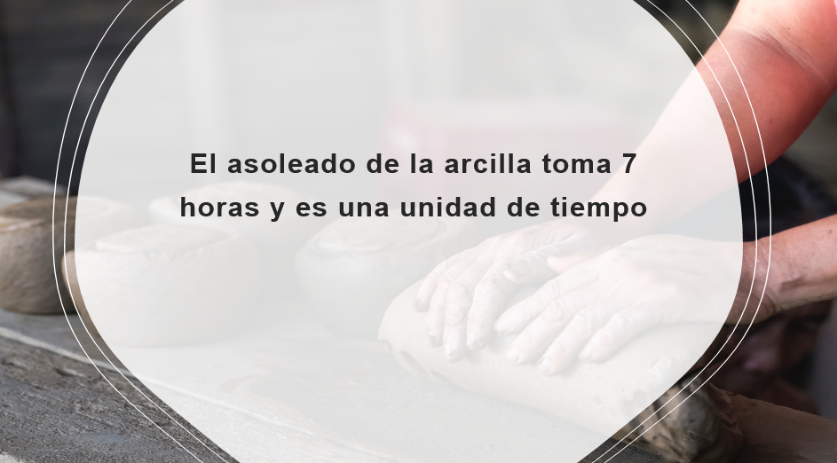 El asoleado de la arcilla toma 7
horas y es una unidad de tiempo